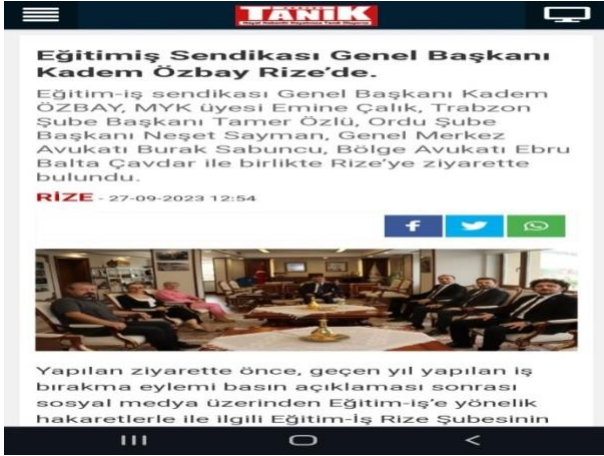 TANIK
Eğitimiş Sendikası Genel Başkanı
Kadem Özbay Rize’de.
Eğitim-iş sendikası Genel Başkanı Kadem
ÖZBAY, MYK üyesi Emine Çalık, Trabzon
Şube Başkanı Tamer Özlü, Ordu Şube
Başkanı Neşet Sayman, Genel Merkez
Avukatı Burak Sabuncu, Bölge Avukatı Ebru
Balta Çavdar ile birlikte Rize’ye ziyarette
bulundu.
RİZE - 27-09-2023 12:54
Yapılan ziyarette önce, geçen yıl yapılan iş
bırakma eylemi basın açıklaması sonrası
sosyal medya üzerinden Eğitim-İş’e yönelik
hakaretlerle ile ilgili Eğitim-İş Rize Şubesinin